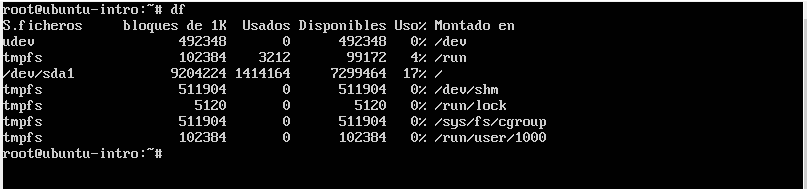 root@ubuntu-intro:~# df
S.ficheros     bloques de 1K  Usados Disponibles Uso% Montado en
udev                  492348       0      492348   0% /dev
tmpfs                 102384    3212       99172   4% /run
/dev/sda1            9204224 1414164     7299464  17% /
tmpfs                 511904       0      511904   0% /dev/shm
tmpfs                   5120       0        5120   0% /run/lock
tmpfs                 511904       0      511904   0% /sys/fs/cgroup
tmpfs                 102384       0      102384   0% /run/user/1000
root@ubuntu-intro:~#